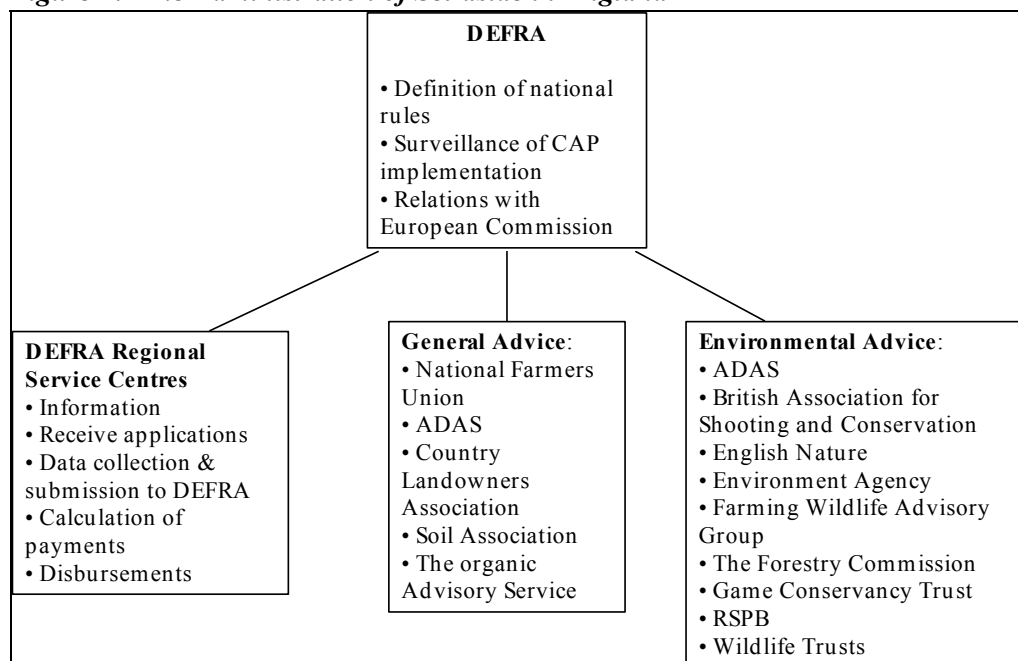 DEFRA
• Definition of national
rules
• Surveillance of CAP
implementation
• Relations with
European Commission
DEFRA Regional
Service Centres
• Information
• Receive applications
• Data collection &
submission to DEFRA
• Calculation of
payments
• Disbursements
General Advice:
• National Farmers
Union
• ADAS
• Country
Landowners
Association
• Soil Association
• The organic
Advisory Service
Environmental Advice:
• ADAS
• British Association for
Shooting and Conservation
• English Nature
• Environment Agency
• Farming Wildlife Advisory
Group
• The Forestry Commission
• Game Conservancy Trust
• RSPB
• Wildlife Trusts